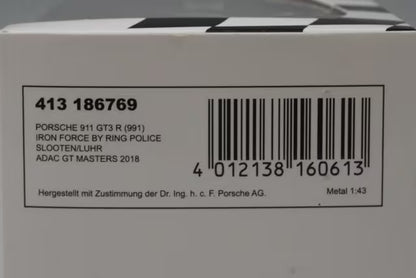 413 186769
PORSCHE 911 GT3 R (991)
IRON FORCE BY RING POLICE
SLOOTEN/LUHR
ADAC GT MASTERS 2018
4 012138 160613
Hergestellt mit Zustimmung der Dr. Ing. h. c. F. Porsche AG.
Metal 1:43